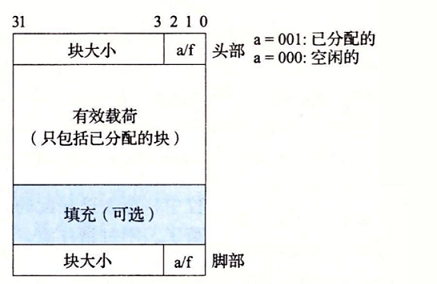 31 3 2 1 0
块大小 a/f 头部 a = 001: 已分配的
a = 000: 空闲的
有效载荷
(只包括已分配的块)
填充(可选)
块大小 a/f 脚部